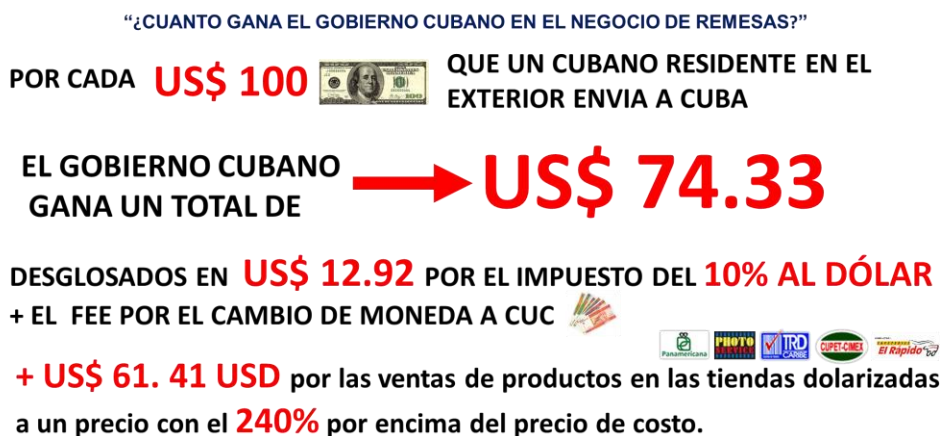 “¿CUANTO GANA EL GOBIERNO CUBANO EN EL NEGOCIO DE REMESAS?”
POR CADA US$ 100 QUE UN CUBANO RESIDENTE EN EL
EXTERIOR ENVIA A CUBA
EL GOBIERNO CUBANO
GANA UN TOTAL DE
US$ 74.33
DESGLOSADOS EN US$ 12.92 POR EL IMPUESTO DEL 10% AL DÓLAR
+ EL FEE POR EL CAMBIO DE MONEDA A CUC
Panamericana
PHOTO
SERVICE
TRD
CARIBE
CUPET-CIMEX
El Rápido
+ US$ 61. 41 USD por las ventas de productos en las tiendas dolarizadas
a un precio con el 240% por encima del precio de costo.